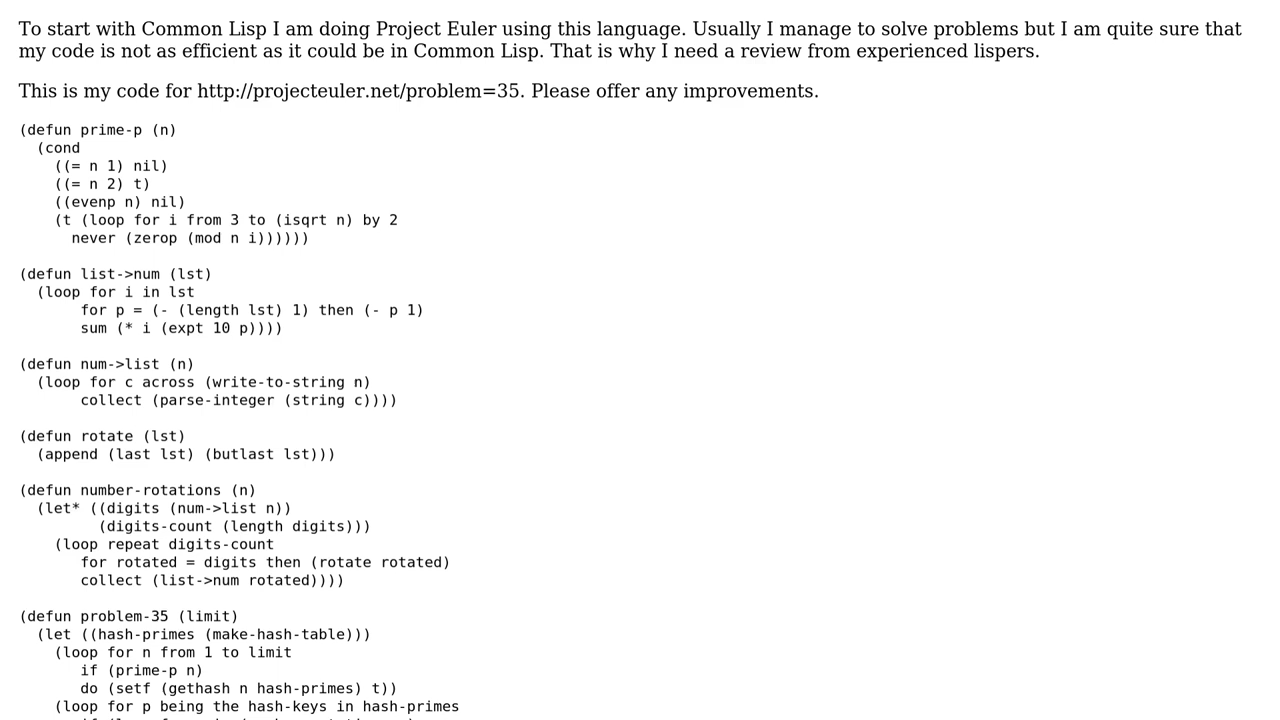 To start with Common Lisp I am doing Project Euler using this language. Usually I manage to solve problems but I am quite sure that
my code is not as efficient as it could be in Common Lisp. That is why I need a review from experienced lispers.
This is my code for http://projecteuler.net/problem=35. Please offer any improvements.
(defun prime-p (n)
  (cond
    ((= n 1) nil)
    ((= n 2) t)
    ((evenp n) nil)
    (t (loop for i from 3 to (isqrt n) by 2
      never (zerop (mod n i))))))
(defun list->num (lst)
  (loop for i in lst
       for p = (- (length lst) 1) then (- p 1)
       sum (* i (expt 10 p))))
(defun num->list (n)
  (loop for c across (write-to-string n)
       collect (parse-integer (string c))))
(defun rotate (lst)
  (append (last lst) (butlast lst)))
(defun number-rotations (n)
  (let* ((digits (num->list n))
         (digits-count (length digits)))
    (loop repeat digits-count
       for rotated = digits then (rotate rotated)
       collect (list->num rotated))))
(defun problem-35 (limit)
  (let ((hash-primes (make-hash-table)))
    (loop for n from 1 to limit
       if (prime-p n)
       do (setf (gethash n hash-primes) t))
    (loop for p being the hash-keys in hash-primes